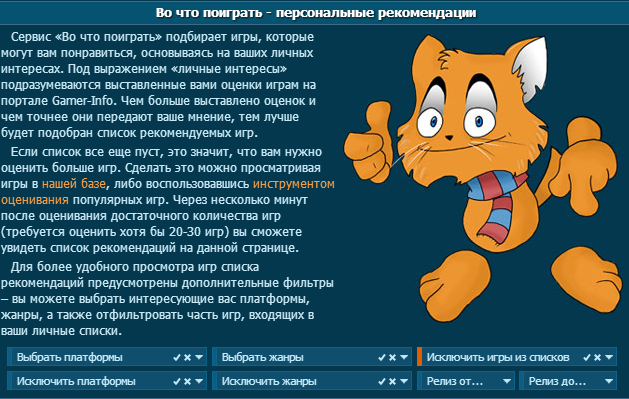 Во что поиграть - персональные рекомендации
Сервис «Во что поиграть» подбирает игры, которые
могут вам понравиться, основываясь на ваших личных
интересах. Под выражением «личные интересы»
подразумеваются выставленные вами оценки играм на
портале Gamer-Info. Чем больше выставлено оценок и
чем точнее они передают ваше мнение, тем лучше
будет подобран список рекомендуемых игр.
Если список все еще пуст, это значит, что вам нужно
оценить больше игр. Сделать это можно просматривая
игры в нашей базе, либо воспользовавшись инструментом
оценивания популярных игр. Через несколько минут
после оценивания достаточного количества игр
(требуется оценить хотя бы 20-30 игр) вы сможете
увидеть список рекомендаций на данной странице.
Для более удобного просмотра игр списка
рекомендаций предусмотрены дополнительные фильтры
– вы можете выбрать интересующие вас платформы,
жанры, а также отфильтровать часть игр, входящих в
ваши личные списки.
Выбрать платформы Выбрать жанры Исключить игры из списков
Исключить платформы Исключить жанры Релиз от... Релиз до...